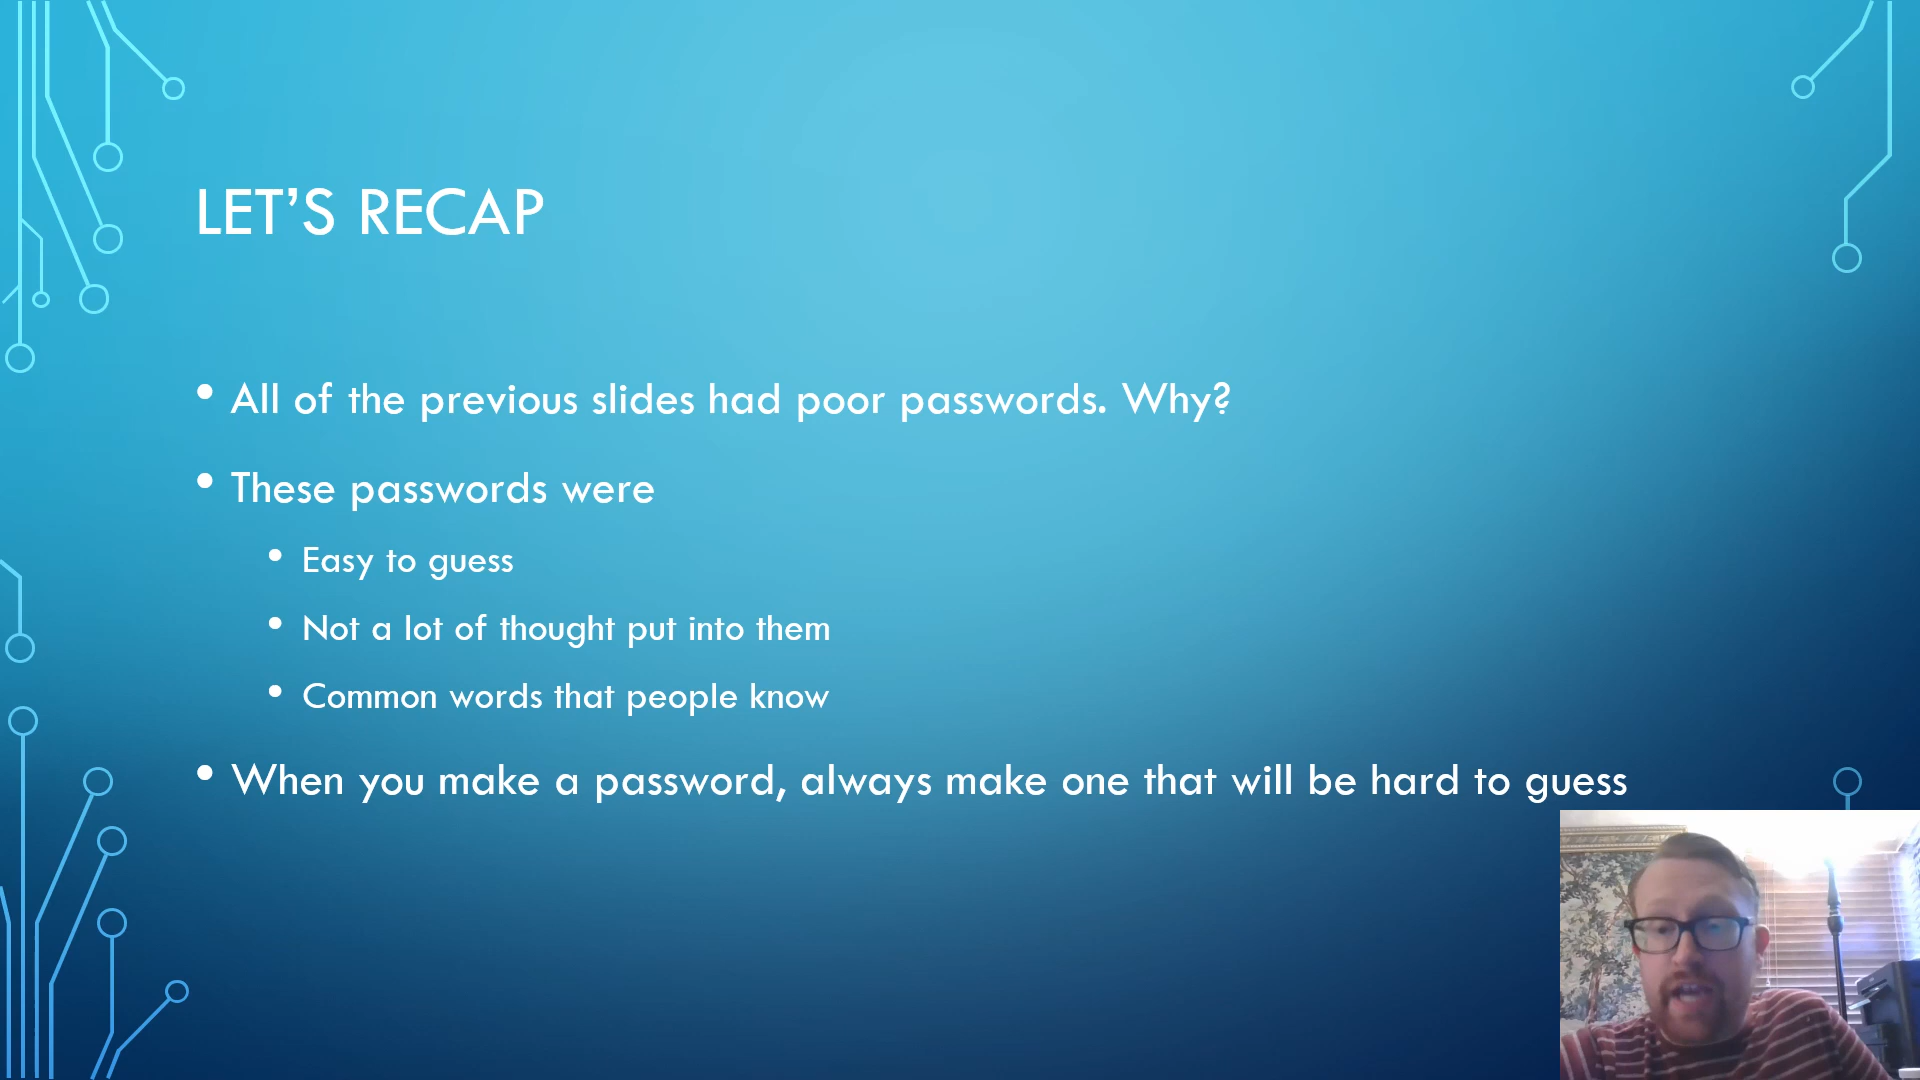 LET’S RECAP
• All of the previous slides had poor passwords. Why?
• These passwords were
• Easy to guess
• Not a lot of thought put into them
• Common words that people know
• When you make a password, always make one that will be hard to guess